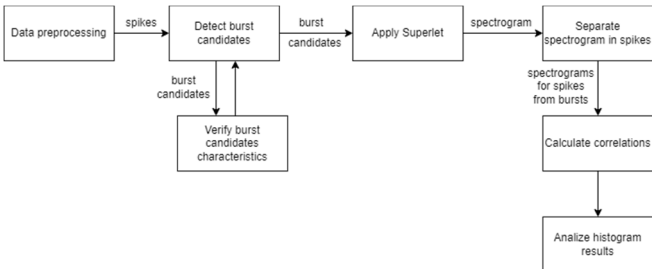 Data preprocessing
spikes
Detect burst
candidates
burst
candidates
Apply Superlet
spectrogram
Separate
spectrogram in spikes
burst
candidates
Verify burst
candidates
characteristics
spectrograms
for spikes
from bursts
Calculate correlations
Analize histogram
results